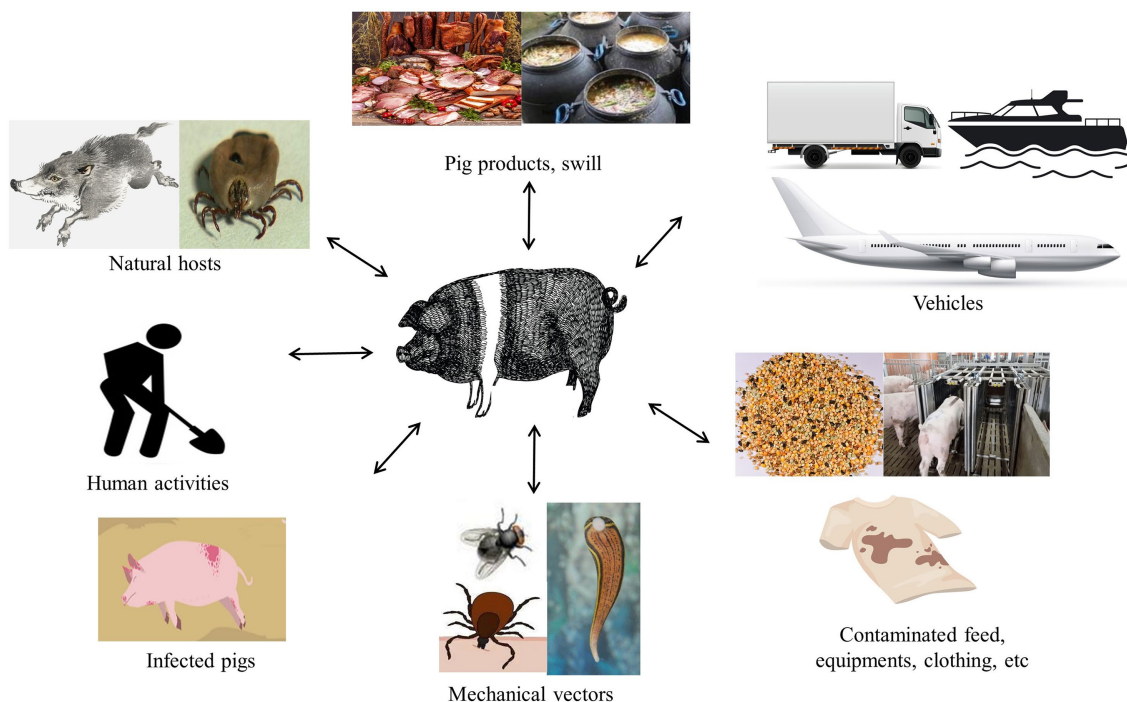 Pig products, swill
Natural hosts
Vehicles
Human activities
Infected pigs
Mechanical vectors
Contaminated feed,
equipments, clothing, etc